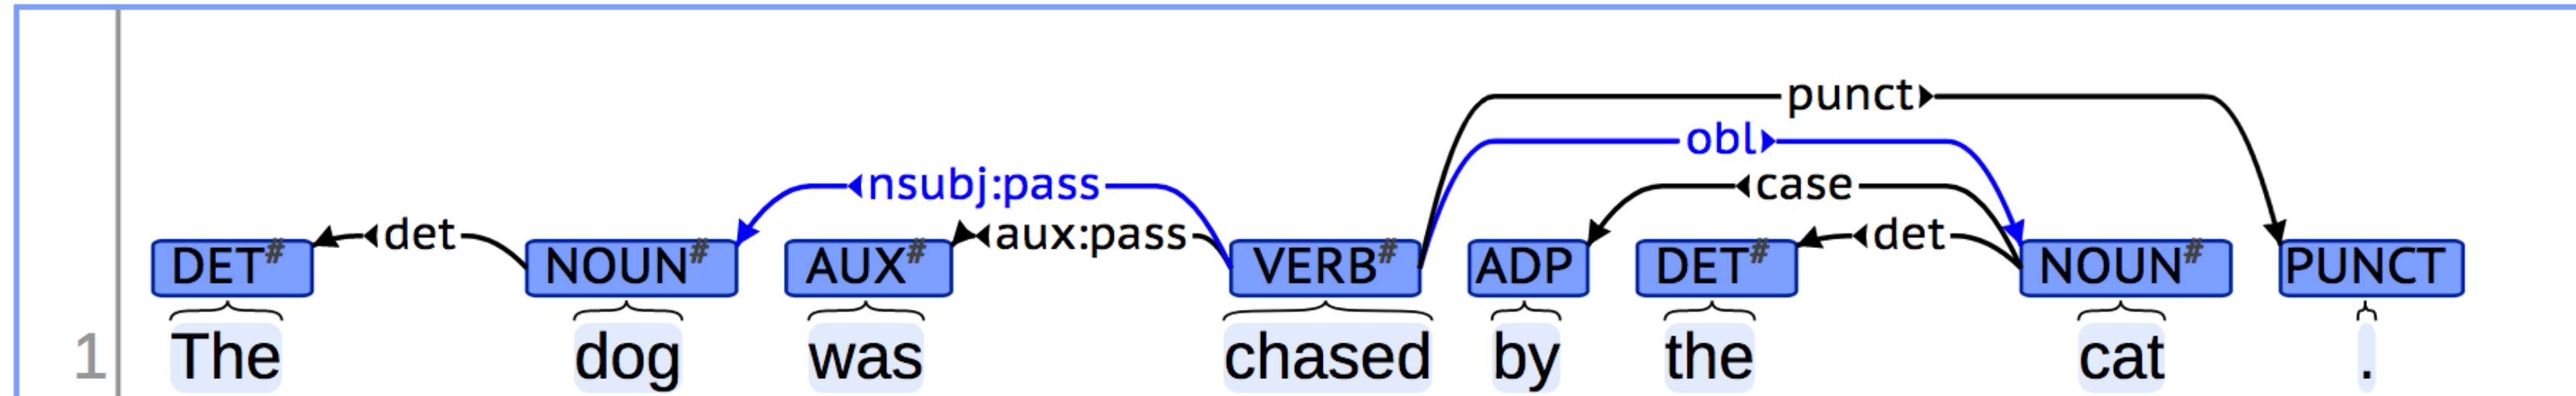 punct
obl
nsubj:pass case
det aux:pass det
DET# NOUN# AUX# VERB# ADP DET# NOUN# PUNCT
1 The dog was chased by the cat .